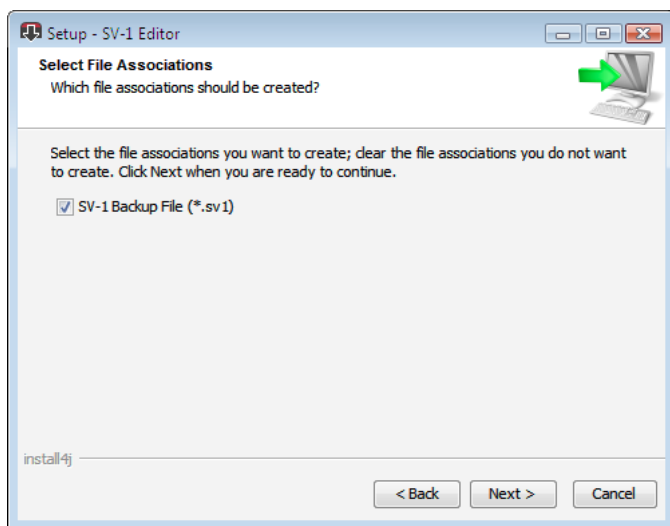 Setup - SV-1 Editor
Select File Associations
Which file associations should be created?
Select the file associations you want to create; clear the file associations you do not want
to create. Click Next when you are ready to continue.
SV-1 Backup File (*.sv1)
install4j
< Back
Next >
Cancel